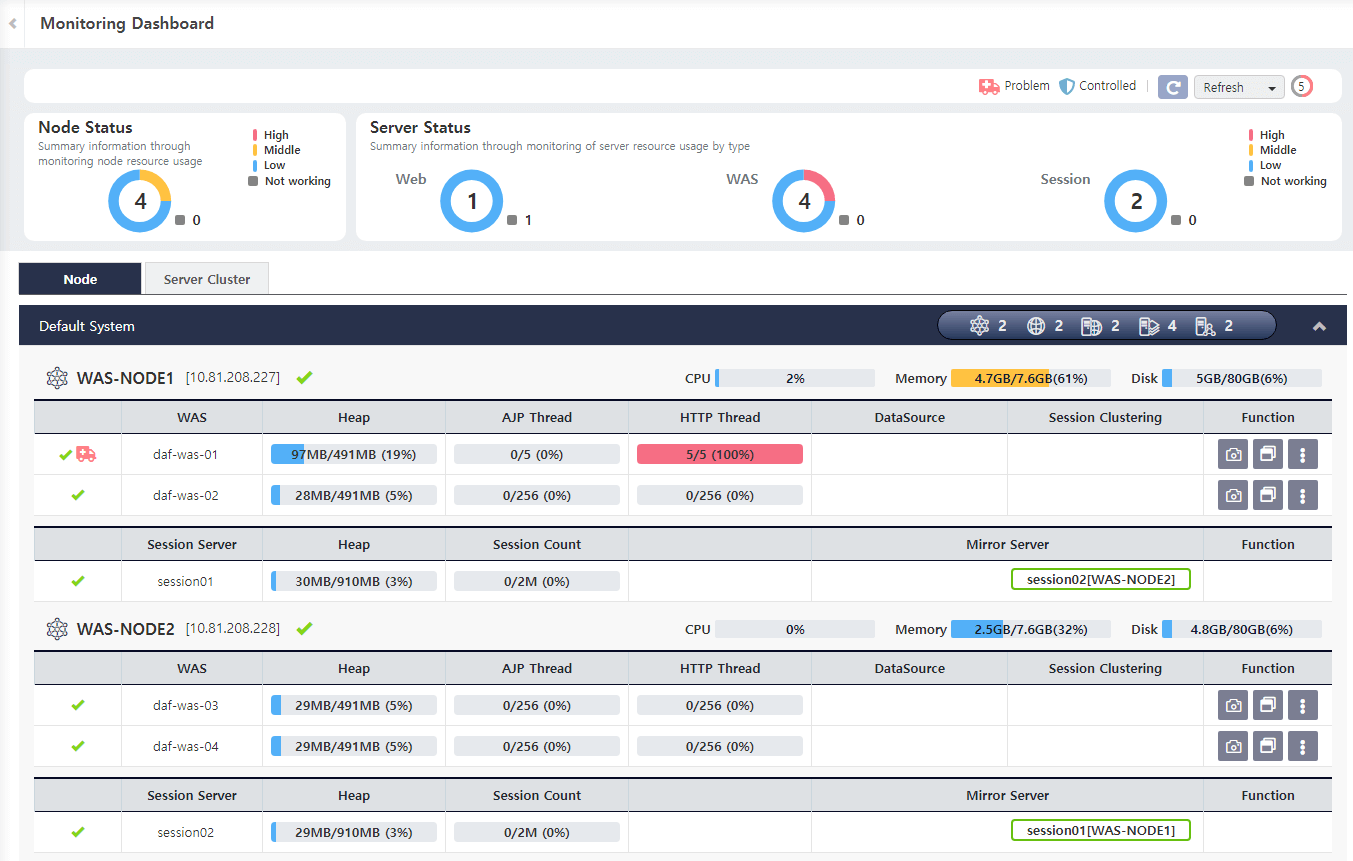 Monitoring Dashboard
Problem Controlled Refresh 5
Node Status
Summary information through
monitoring node resource usage
High
Middle
Low
Not working
4
0
Server Status
Summary information through monitoring of server resource usage by type
High
Middle
Low
Not working
Web
1
1
WAS
4
0
Session
2
0
Node Server Cluster
Default System 2 2 2 4 2
WAS-NODE1 [10.81.208.227] CPU 2% Memory 4.7GB/7.6GB(61%) Disk 5GB/80GB(6%)
WAS Heap AJP Thread HTTP Thread DataSource Session Clustering Function
daf-was-01 97MB/491MB (19%) 0/5 (0%) 5/5 (100%)
daf-was-02 28MB/491MB (5%) 0/256 (0%) 0/256 (0%)
Session Server Heap Session Count Mirror Server Function
session01 30MB/910MB (3%) 0/2M (0%) session02[WAS-NODE2]
WAS-NODE2 [10.81.208.228] CPU 0% Memory 2.5GB/7.6GB(32%) Disk 4.8GB/80GB(6%)
WAS Heap AJP Thread HTTP Thread DataSource Session Clustering Function
daf-was-03 29MB/491MB (5%) 0/256 (0%) 0/256 (0%)
daf-was-04 29MB/491MB (5%) 0/256 (0%) 0/256 (0%)
Session Server Heap Session Count Mirror Server Function
session02 29MB/910MB (3%) 0/2M (0%) session01[WAS-NODE1]